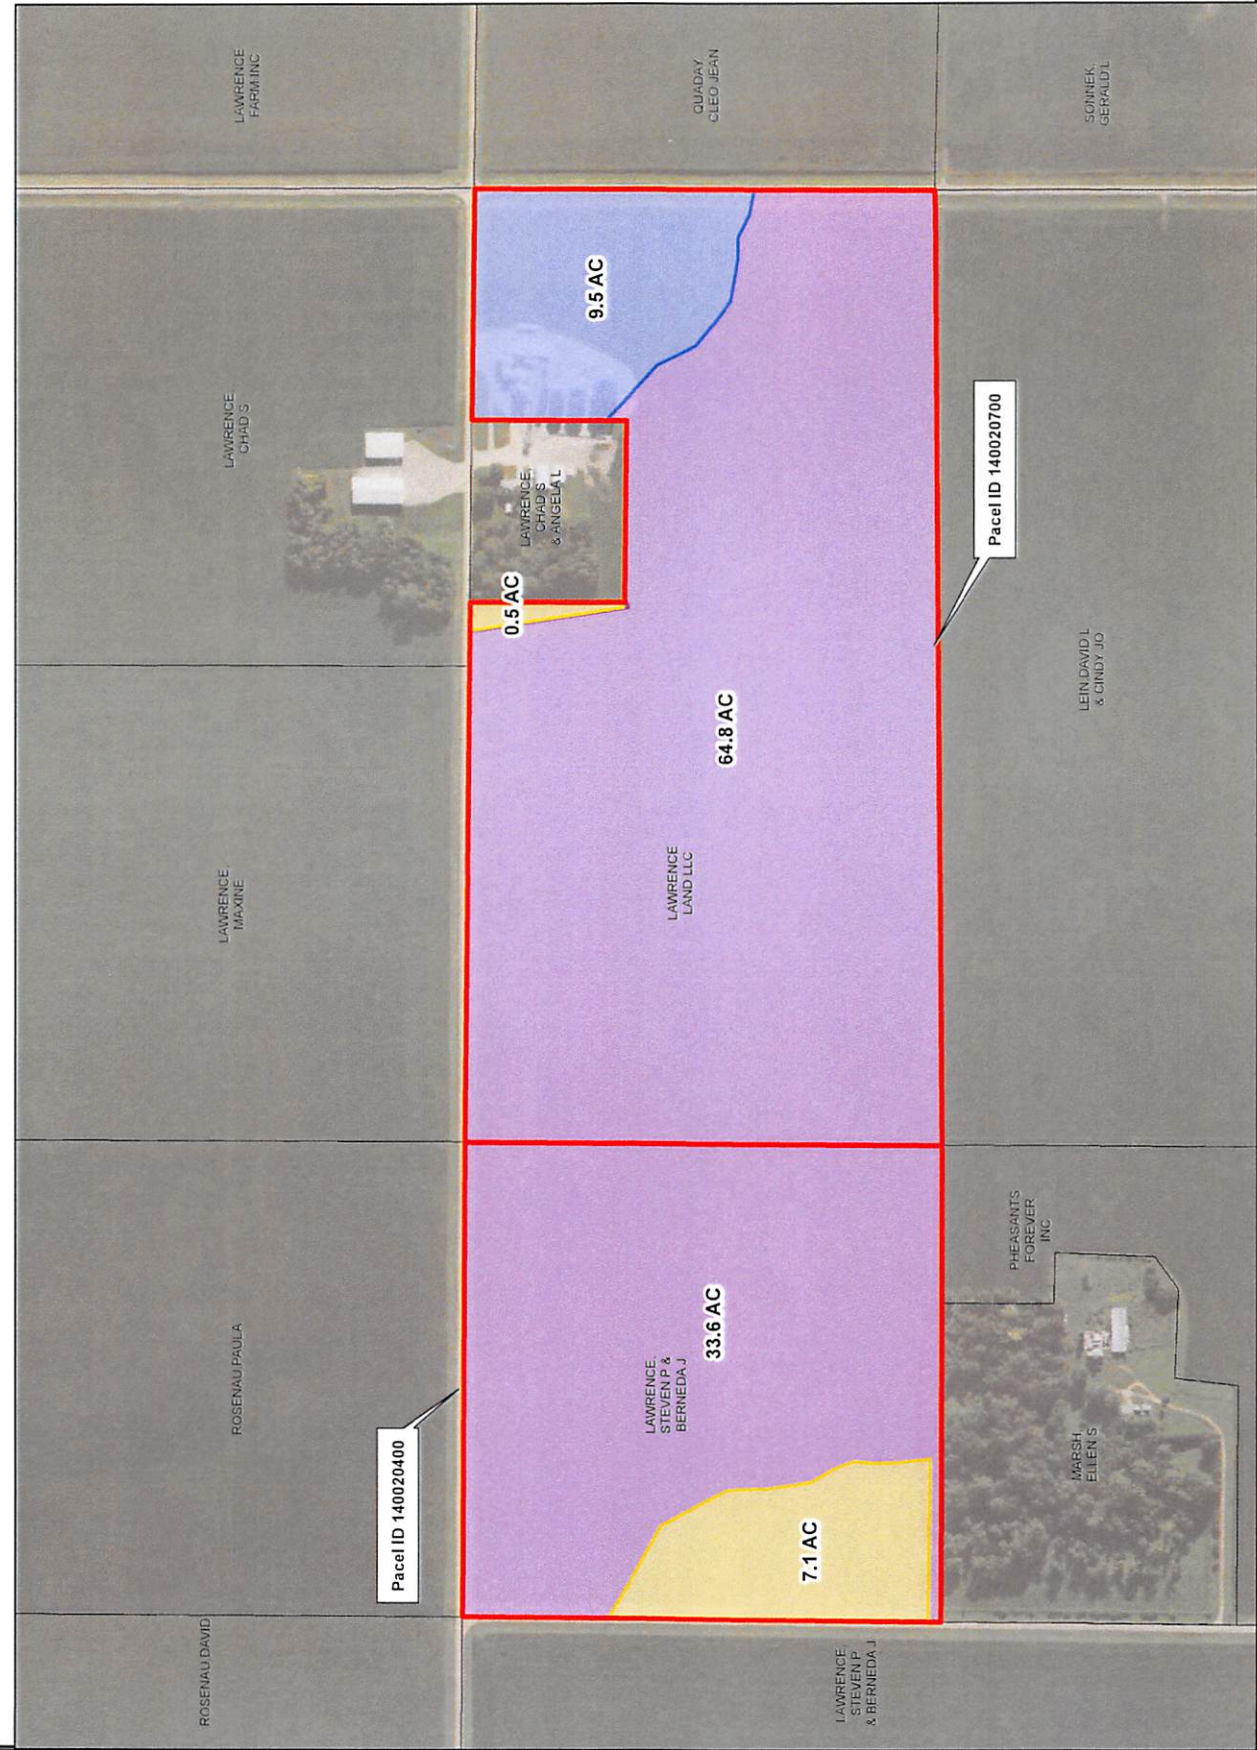 LAWRENCE
FARM INC
QUADAY,
CLEO JEAN
SONNEK,
GERALD L
LAWRENCE,
CHAD S
LAWRENCE,
CHAD S
& ANGELA L
9.5 AC
0.5 AC
64.8 AC
Pacel ID 140020700
LEIN,DAVID L
& CINDY JO
LAWRENCE,
MAXINE
LAWRENCE
LAND LLC
ROSENAU,PAULA
Pacel ID 140020400
LAWRENCE,
STEVEN P &
BERNEDA J
33.6 AC
7.1 AC
PHEASANTS
FOREVER
INC
MARSH,
ELLEN S
ROSENAU,DAVID
LAWRENCE,
STEVEN P
& BERNEDA J